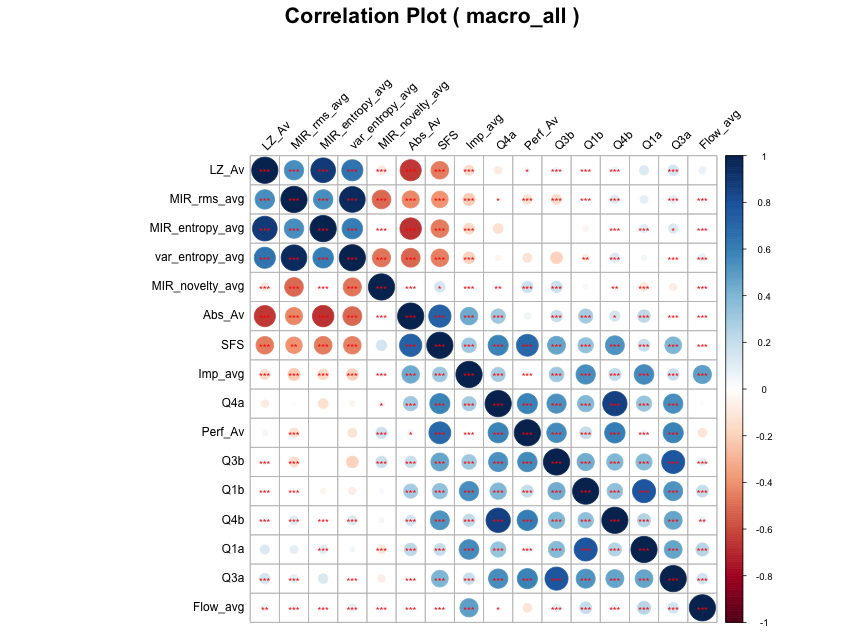 Correlation Plot ( macro_all )
LZ_Av
MIR_rms_avg
MIR_entropy_avg
var_entropy_avg
MIR_novelty_avg
Abs_Av
SFS
Imp_avg
Q4a
Perf_Av
Q3b
Q1b
Q4b
Q1a
Q3a
Flow_avg
LZ_Av
MIR_rms_avg
MIR_entropy_avg
var_entropy_avg
MIR_novelty_avg
Abs_Av
SFS
Imp_avg
Q4a
Perf_Av
Q3b
Q1b
Q4b
Q1a
Q3a
Flow_avg
1
0.8
0.6
0.4
0.2
0
-0.2
-0.4
-0.6
-0.8
-1